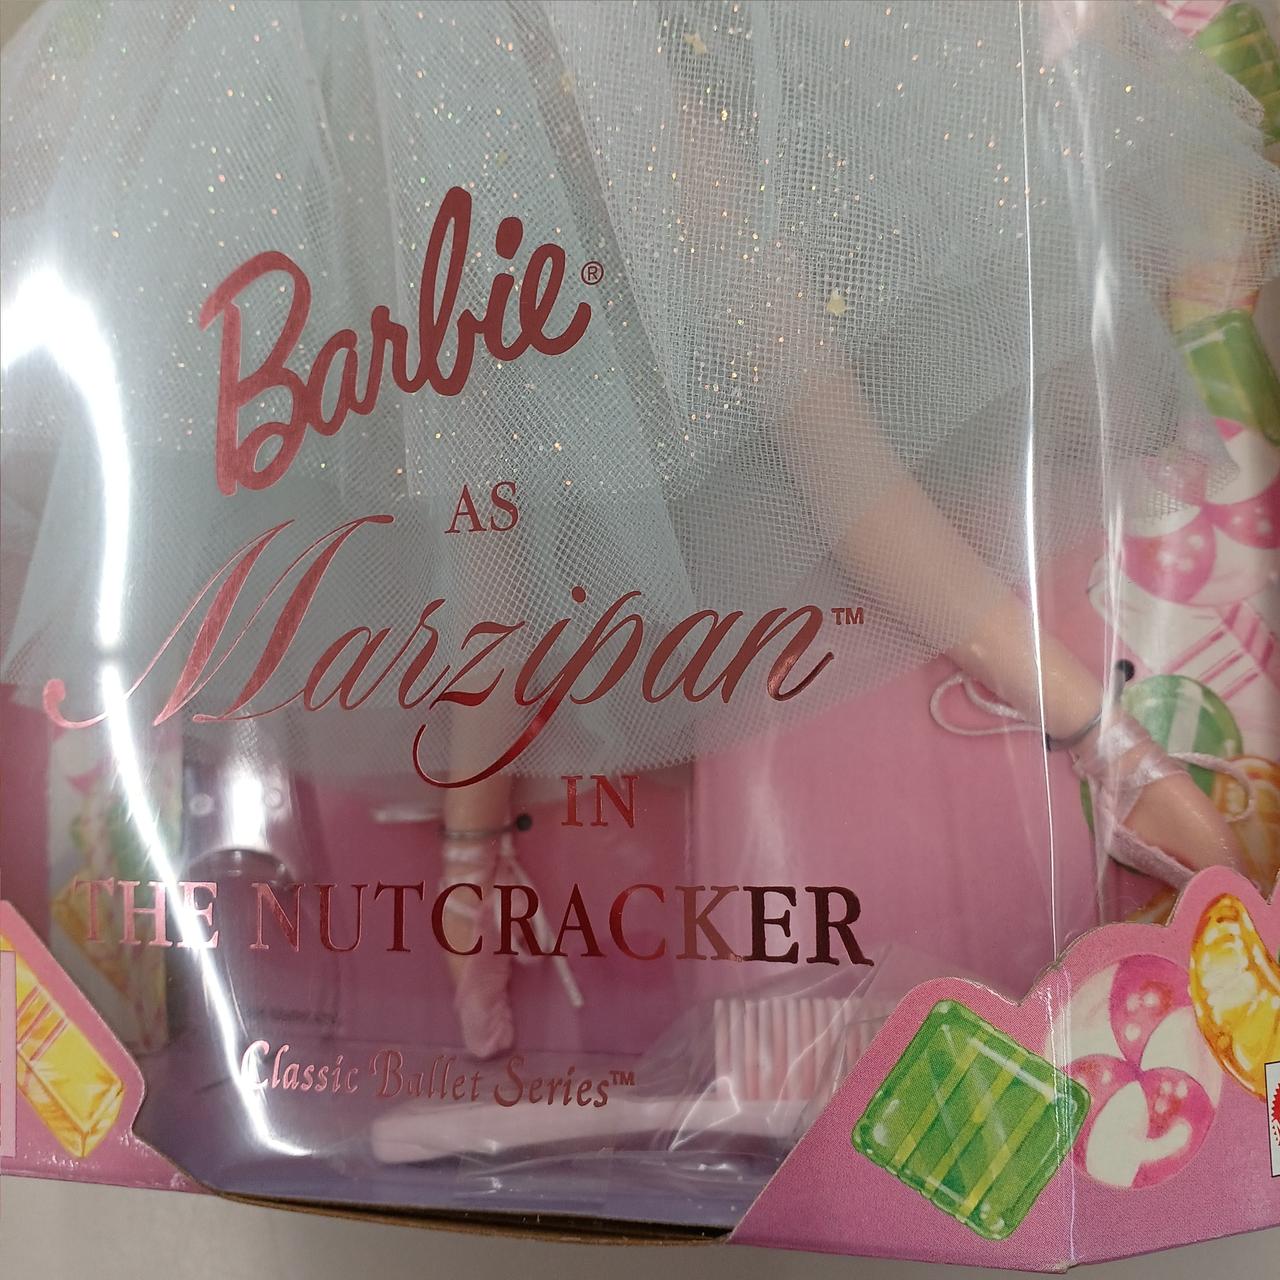 Barbie®
AS
Marzipan™
IN
THE NUTCRACKER
Classic Ballet Series™